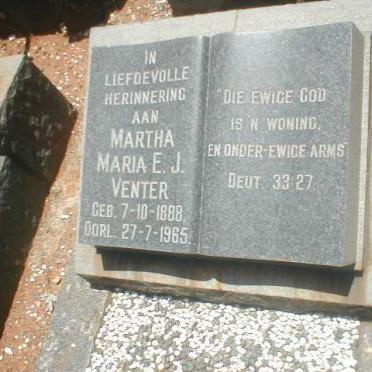 IN
LIEFDEVOLLE
HERINNERING
AAN
MARTHA
MARIA E. J.
VENTER
GEB. 7-10-1888.
OORL. 27-7-1965.
"DIE EWIGE GOD
IS N WONING,
EN ONDER-EWIGE ARMS"
DEUT. 33-27.